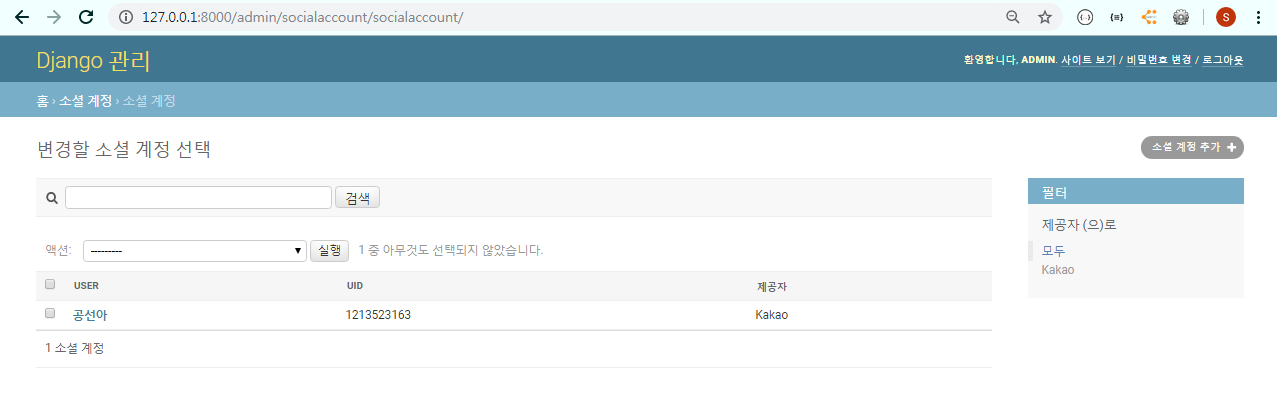 127.0.0.1:8000/admin/socialaccount/socialaccount/
S
Django 관리
환영합니다, ADMIN. 사이트 보기 / 비밀번호 변경 / 로그아웃
홈 › 소셜 계정 › 소셜 계정
변경할 소셜 계정 선택
소셜 계정 추가 +
검색
액션: --------- 실행 1 중 아무것도 선택되지 않았습니다.
USER UID 제공자
공선아 1213523163 Kakao
1 소셜 계정
필터
제공자 (으)로
모두
Kakao